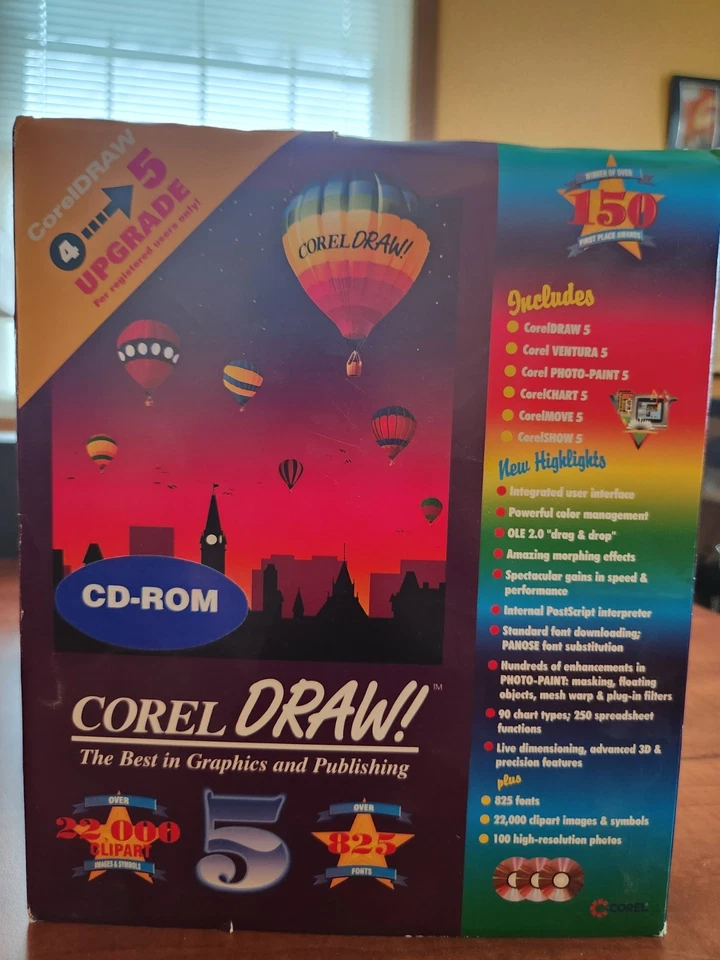 CorelDRAW
4 5
UPGRADE
For registered users only!
COREL DRAW!
CD-ROM
COREL DRAW!™
The Best in Graphics and Publishing
OVER
22,000
CLIPART
IMAGES & SYMBOLS
5
OVER
825
FONTS
WINNER OF OVER
150
FIRST PLACE AWARDS
Includes
CorelDRAW 5
Corel VENTURA 5
Corel PHOTO-PAINT 5
CorelCHART 5
CorelMOVE 5
CorelSHOW 5
New Highlights
Integrated user interface
Powerful color management
OLE 2.0 "drag & drop"
Amazing morphing effects
Spectacular gains in speed &
performance
Internal PostScript interpreter
Standard font downloading;
PANOSE font substitution
Hundreds of enhancements in
PHOTO-PAINT: masking, floating
objects, mesh warp & plug-in filters
90 chart types; 250 spreadsheet
functions
Live dimensioning, advanced 3D &
precision features
plus
825 fonts
22,000 clipart images & symbols
100 high-resolution photos
COREL